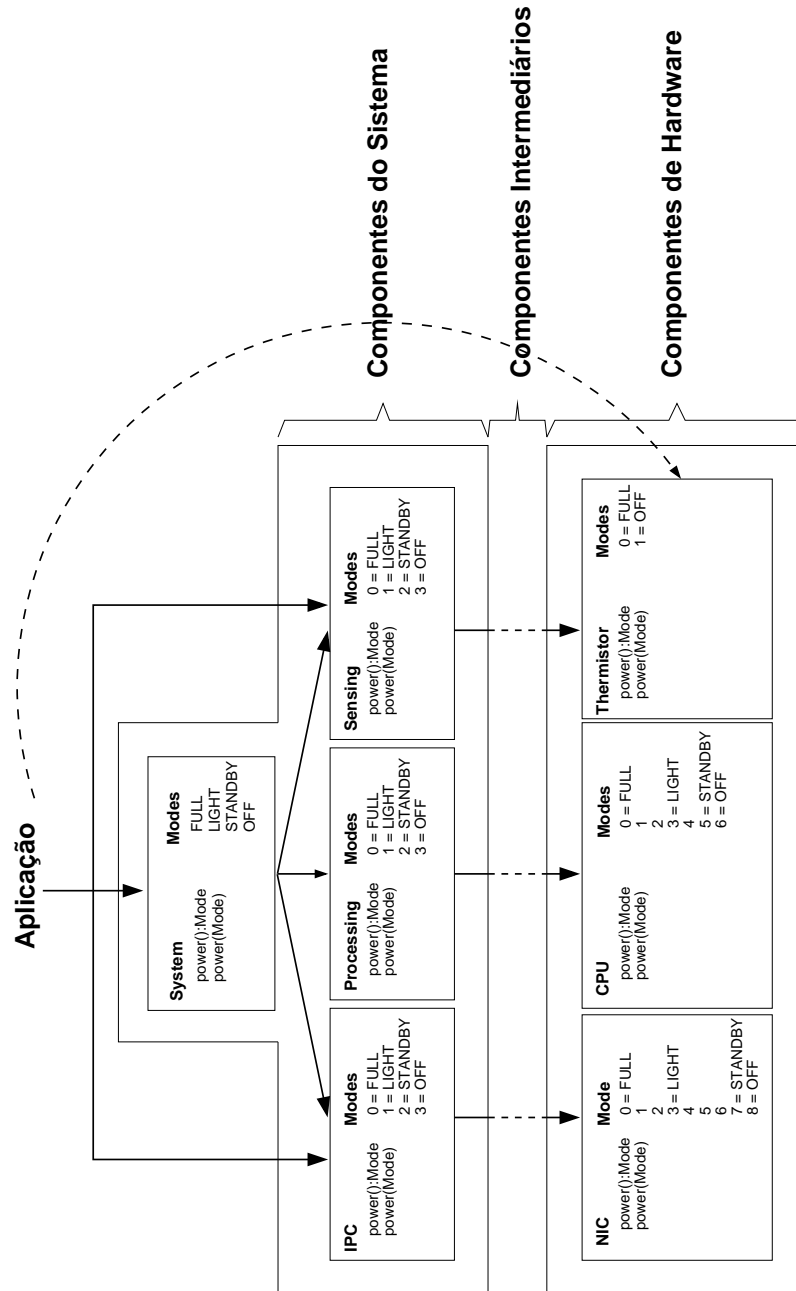 Aplicação
System
power():Mode
power(Mode)
Modes
FULL
LIGHT
STANDBY
OFF
IPC
power():Mode
power(Mode)
Modes
0 = FULL
1 = LIGHT
2 = STANDBY
3 = OFF
Processing
power():Mode
power(Mode)
Modes
0 = FULL
1 = LIGHT
2 = STANDBY
3 = OFF
Sensing
power():Mode
power(Mode)
Modes
0 = FULL
1 = LIGHT
2 = STANDBY
3 = OFF
Componentes do Sistema
Componentes Intermediários
NIC
power():Mode
power(Mode)
Mode
0 = FULL
1
2
3 = LIGHT
4
5
6
7 = STANDBY
8 = OFF
CPU
power():Mode
power(Mode)
Modes
0 = FULL
1
2
3 = LIGHT
4
5 = STANDBY
6 = OFF
Thermistor
power():Mode
power(Mode)
Modes
0 = FULL
1 = OFF
Componentes de Hardware